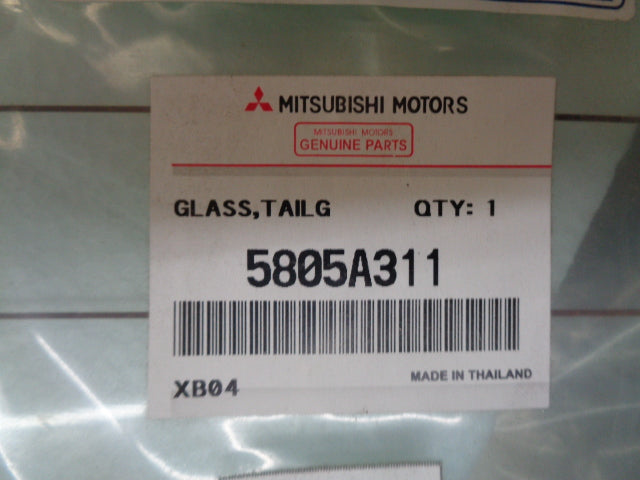 MITSUBISHI MOTORS
MITSUBISHI MOTORS
GENUINE PARTS
GLASS,TAILG QTY: 1
5805A311
XB04 MADE IN THAILAND